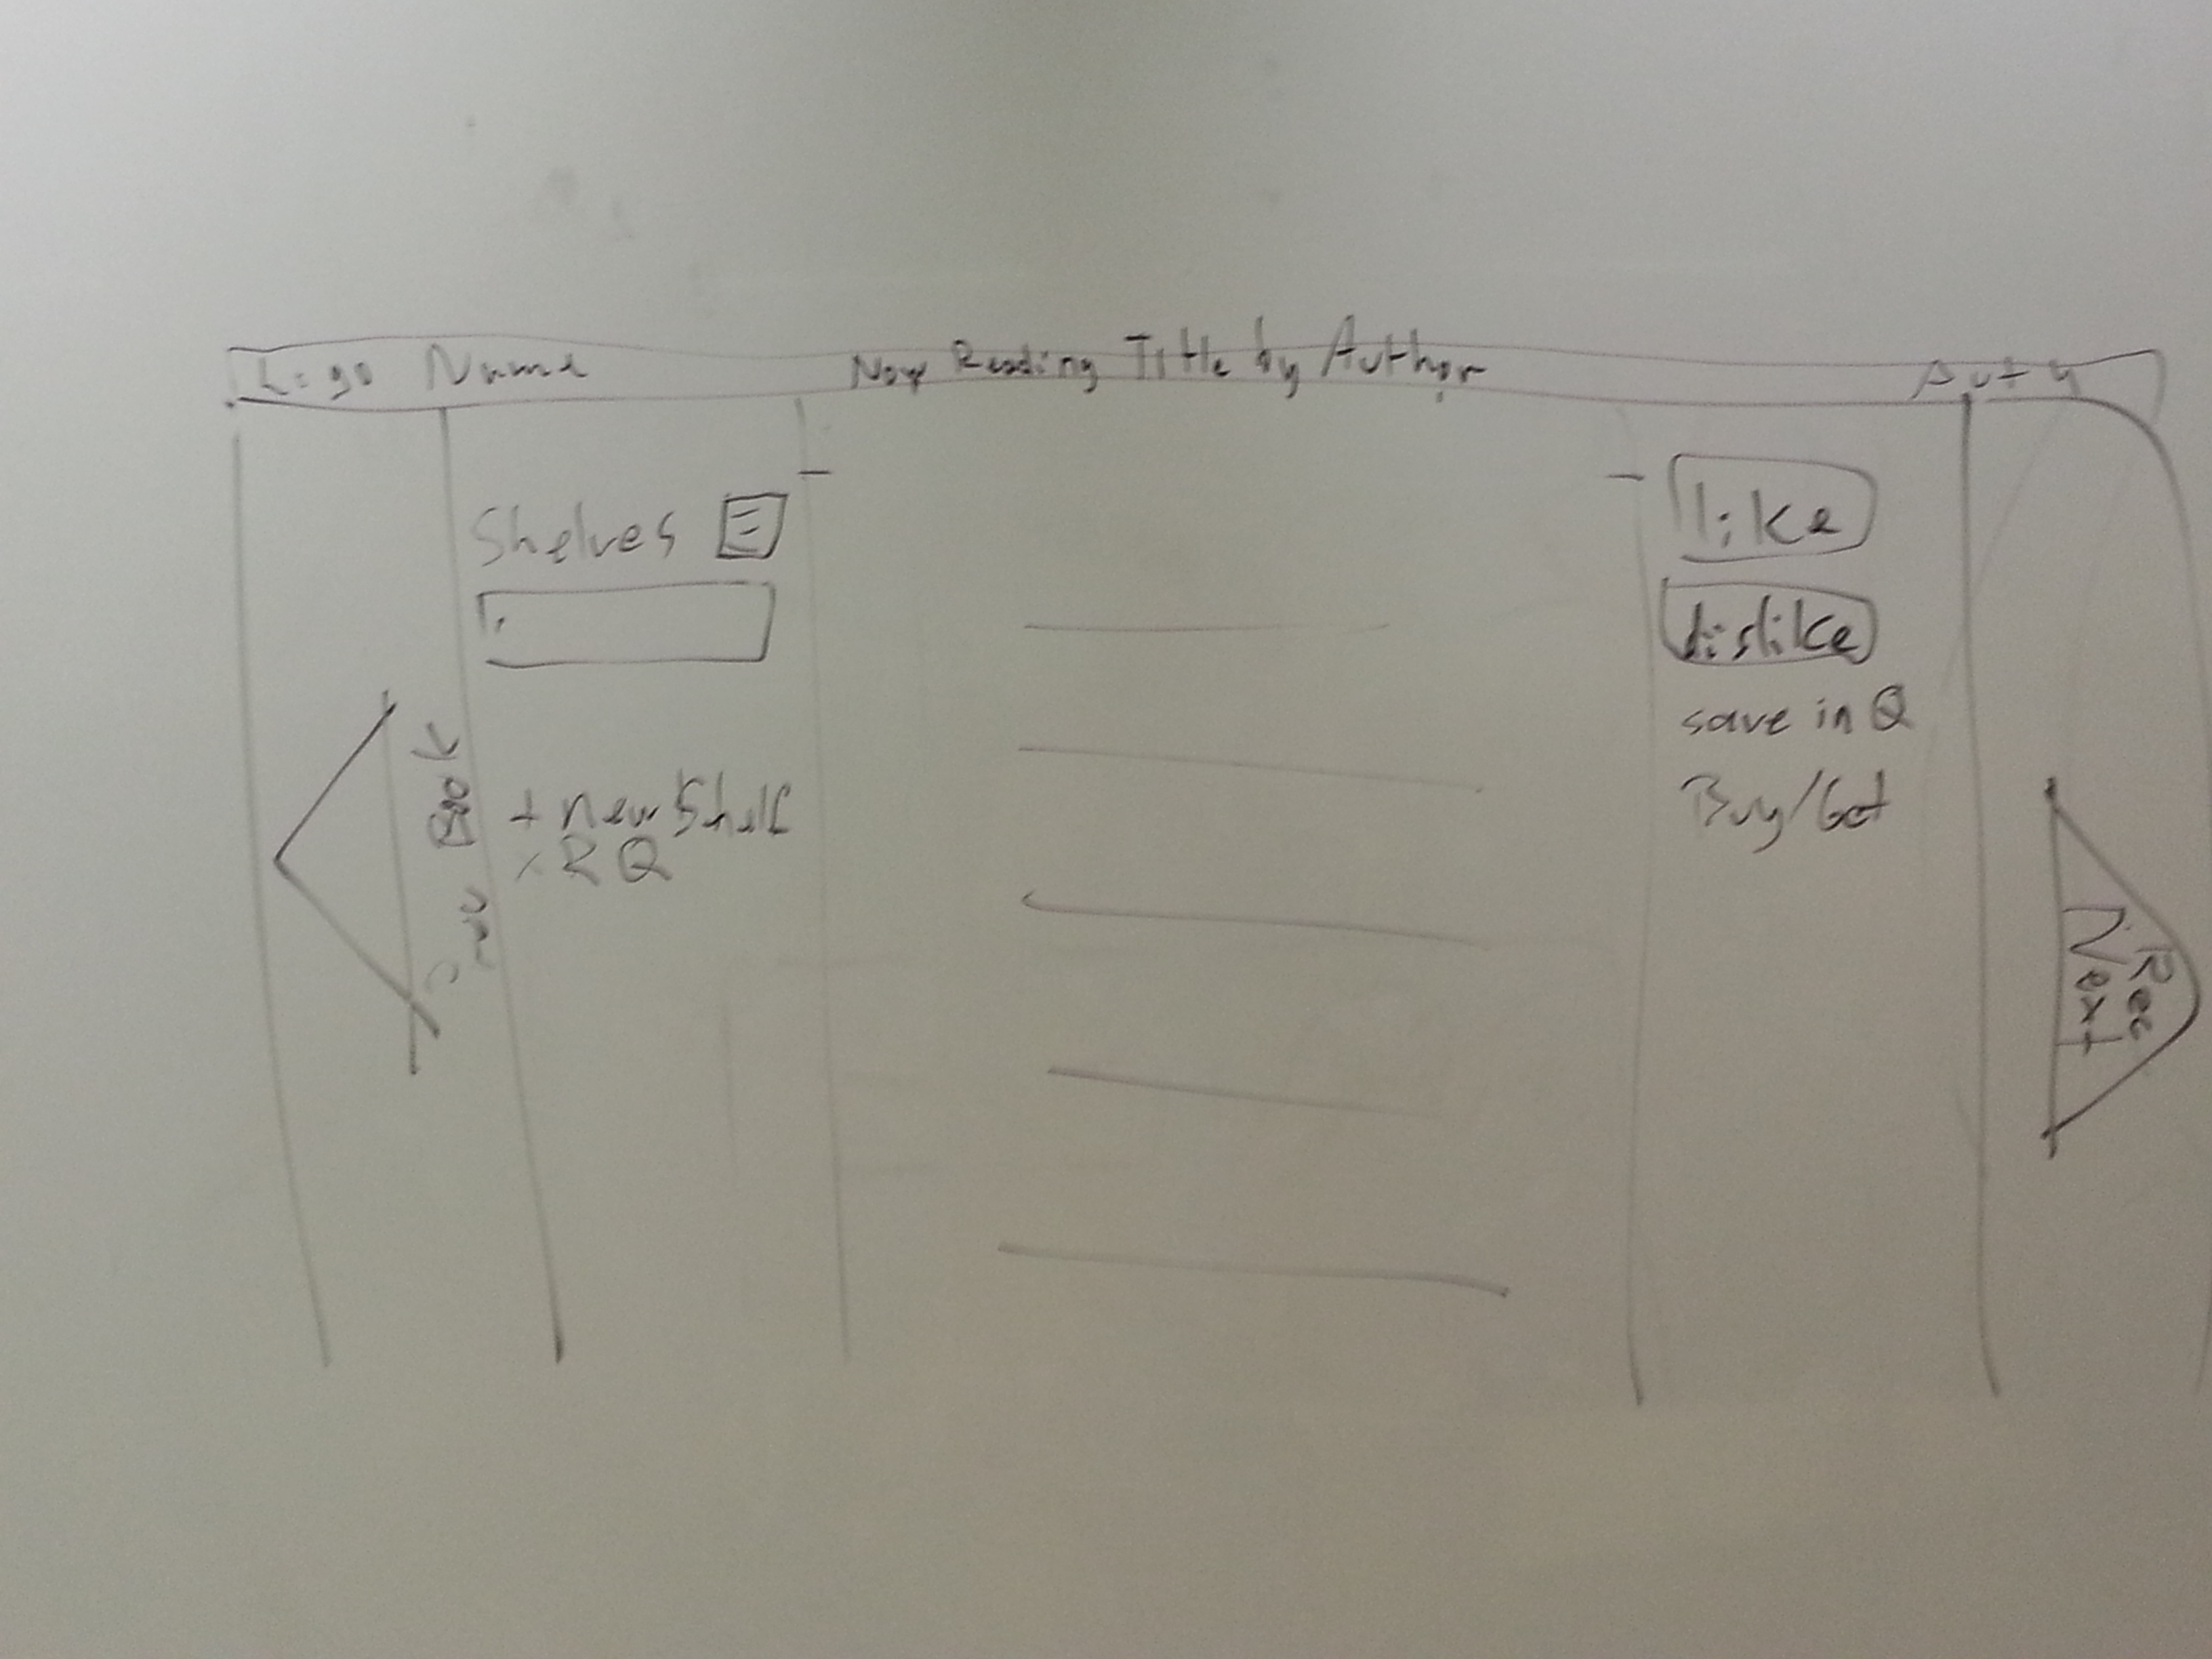 Logo Name
Now Reading Title by Author
Auth
Shelves
+ new Shelf
× R Q
Prev Book
like
dislike
save in Q
Buy/Get
Rec
Next